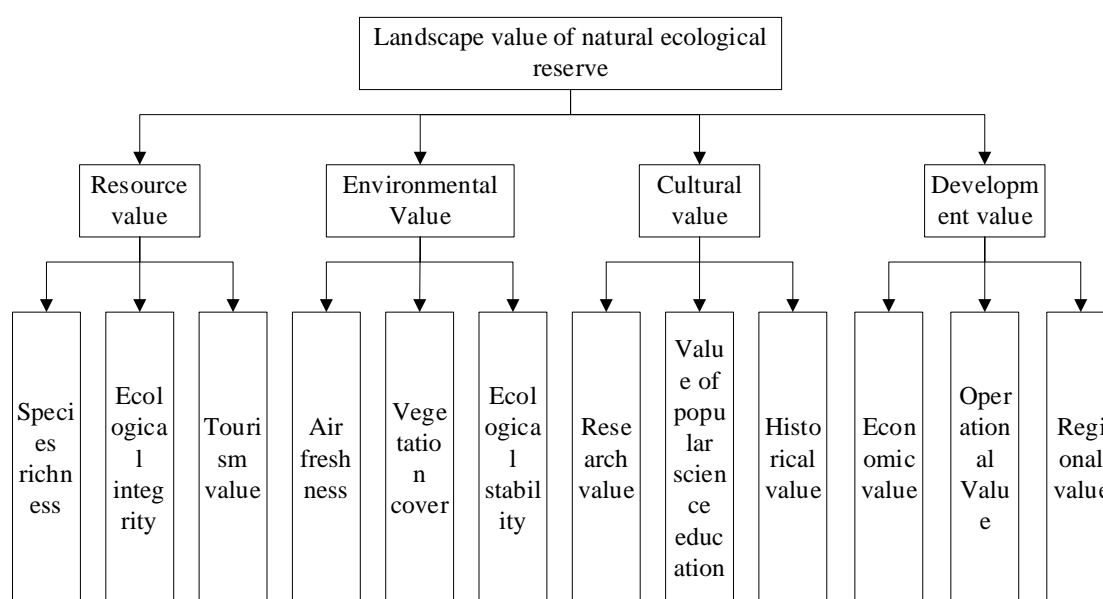 Landscape value of natural ecological
reserve
Resource
value
Environmental
Value
Cultural
value
Developm
ent value
Speci
es
richn
ess
Ecol
ogica
l
integ
rity
Touri
sm
value
Air
fresh
ness
Vege
tatio
n
cover
Ecol
ogica
l
stabil
ity
Rese
arch
value
Valu
e of
popu
lar
scien
ce
educ
ation
Histo
rical
value
Econ
omic
value
Oper
ation
al
Valu
e
Regi
onal
value